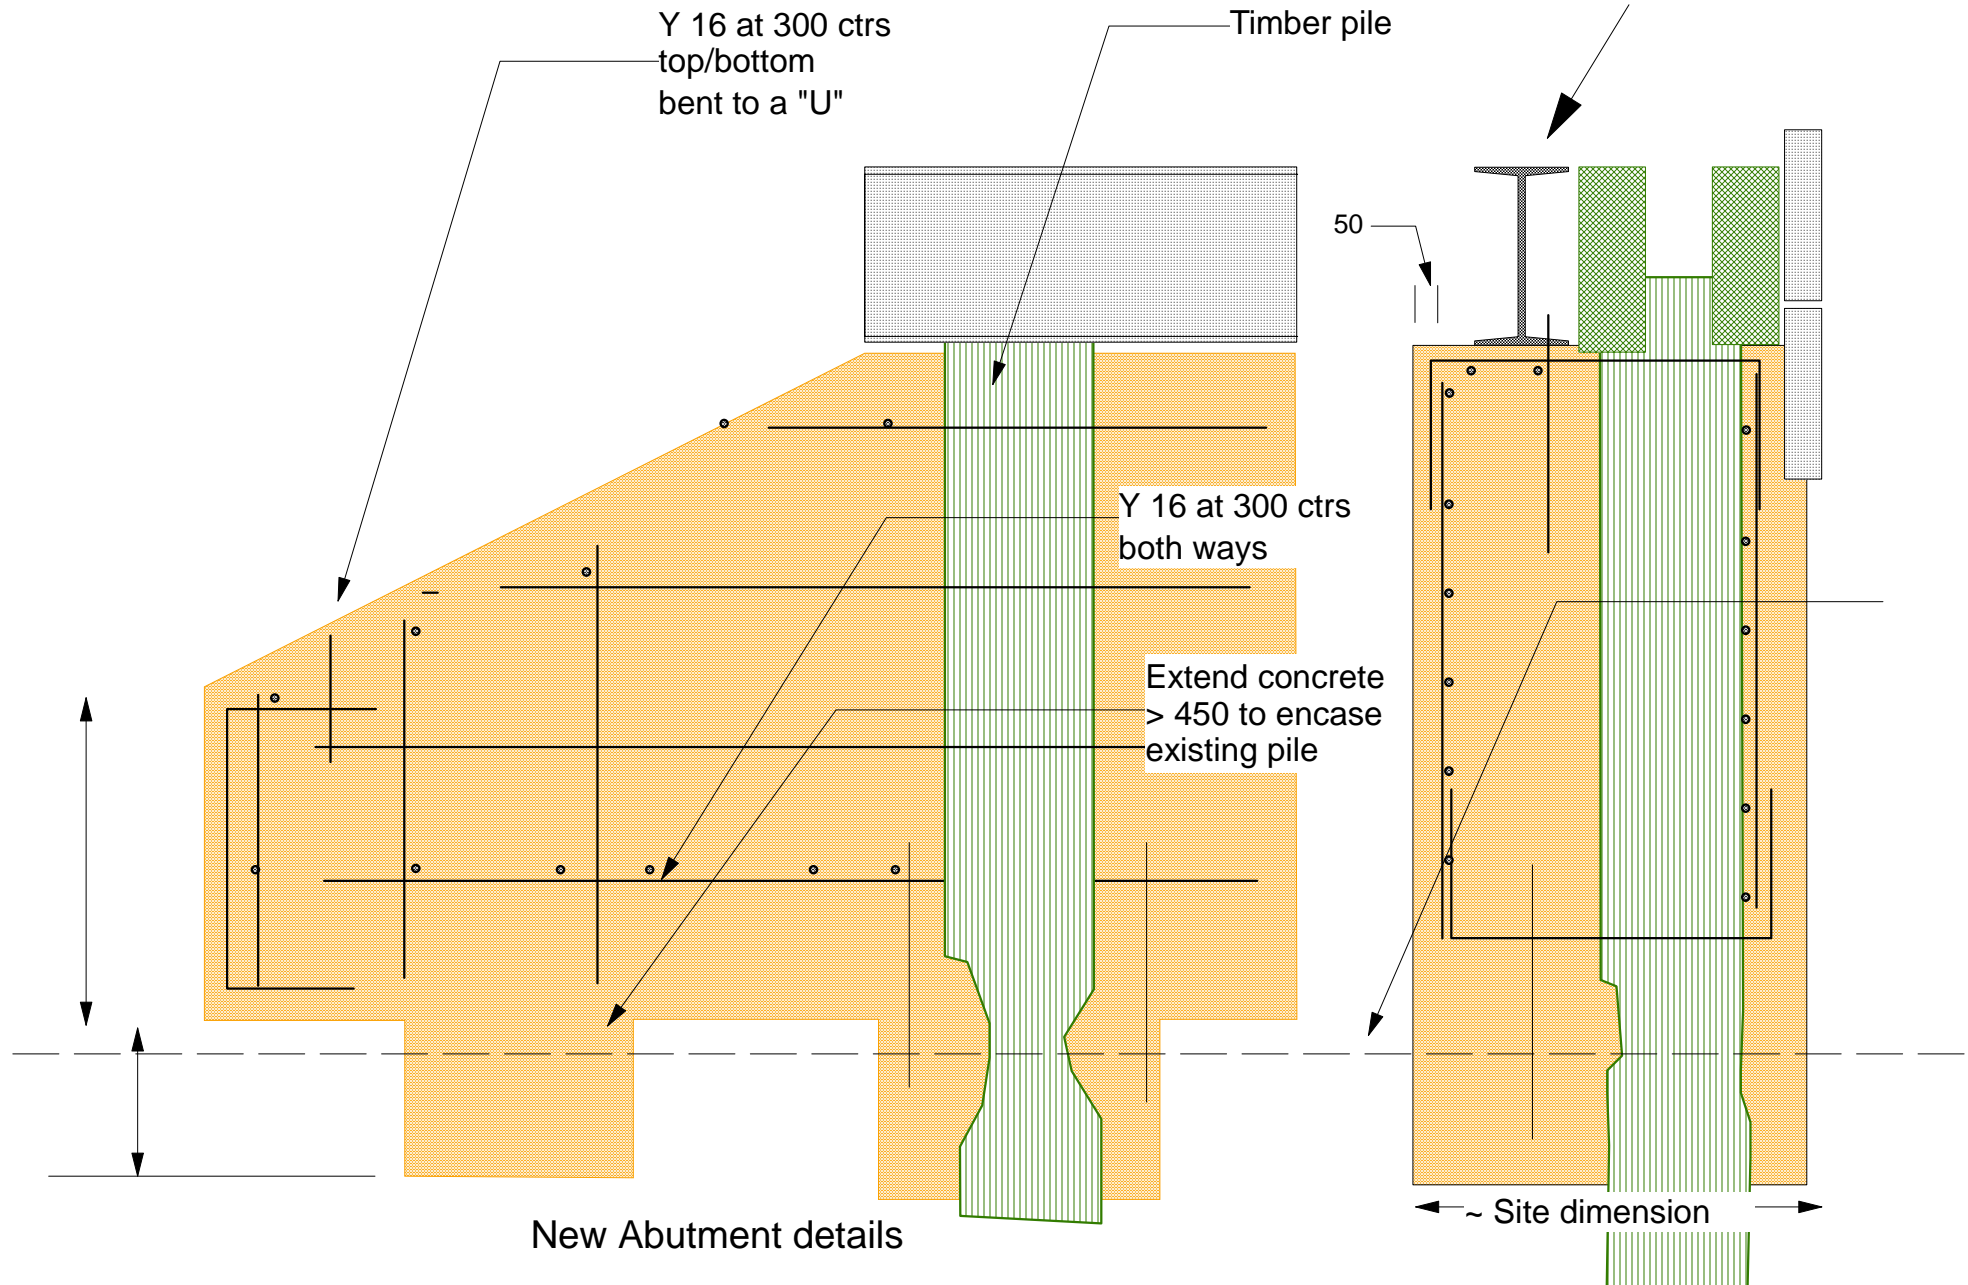 Y 16 at 300 ctrs
top/bottom
bent to a "U"
Timber pile
50
Y 16 at 300 ctrs
both ways
Extend concrete
> 450 to encase
existing pile
~ Site dimension
New Abutment details